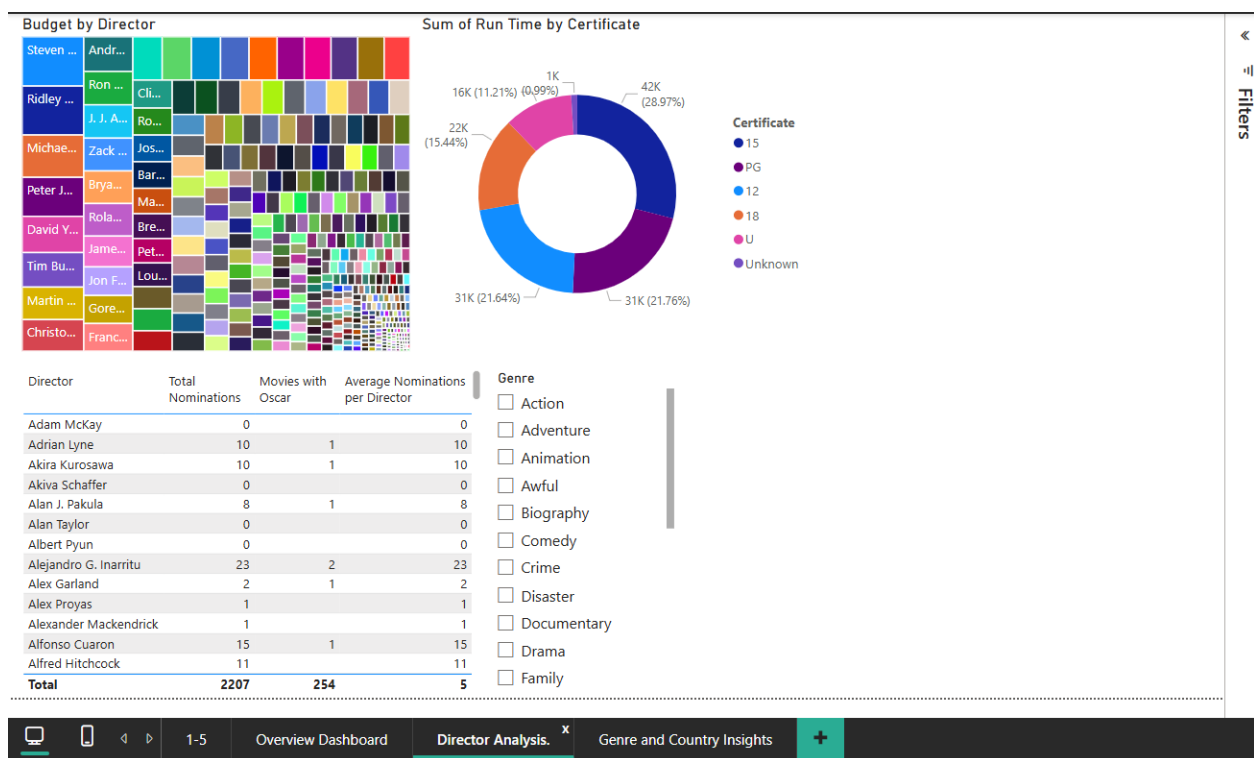 Budget by Director
Steven ...
Ridley ...
Michae...
Peter J...
David Y...
Tim Bu...
Martin ...
Christo...
Andr...
Ron ...
J. J. A...
Zack ...
Brya...
Rola...
Jame...
Jon F...
Gore...
Franc...
Cli...
Ro...
Jos...
Bar...
Ma...
Bre...
Pet...
Lou...
Sum of Run Time by Certificate
1K
(0.99%)
16K (11.21%)
22K
(15.44%)
31K (21.64%)
31K (21.76%)
42K
(28.97%)
Certificate
15
PG
12
18
U
Unknown
« 
Filters
Director Total Nominations Movies with Oscar Average Nominations per Director
Adam McKay 0 0
Adrian Lyne 10 1 10
Akira Kurosawa 10 1 10
Akiva Schaffer 0 0
Alan J. Pakula 8 1 8
Alan Taylor 0 0
Albert Pyun 0 0
Alejandro G. Inarritu 23 2 23
Alex Garland 2 1 2
Alex Proyas 1 1
Alexander Mackendrick 1 1
Alfonso Cuaron 15 1 15
Alfred Hitchcock 11 11
Total 2207 254 5
Genre
Action
Adventure
Animation
Awful
Biography
Comedy
Crime
Disaster
Documentary
Drama
Family
1-5 Overview Dashboard Director Analysis. x Genre and Country Insights +